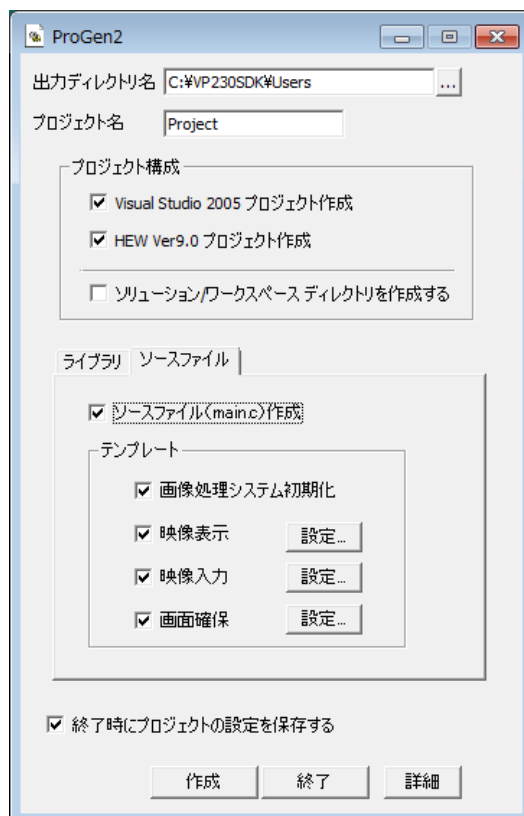 ProGen2
出力ディレクトリ名 C:¥VP230SDK¥Users ...
プロジェクト名 Project
プロジェクト構成
Visual Studio 2005 プロジェクト作成
HEW Ver9.0 プロジェクト作成
ソリューション/ワークスペース ディレクトリを作成する
ライブラリ ソースファイル
ソースファイル(main.c)作成
テンプレート
画像処理システム初期化
映像表示 設定...
映像入力 設定...
画面確保 設定...
終了時にプロジェクトの設定を保存する
作成 終了 詳細